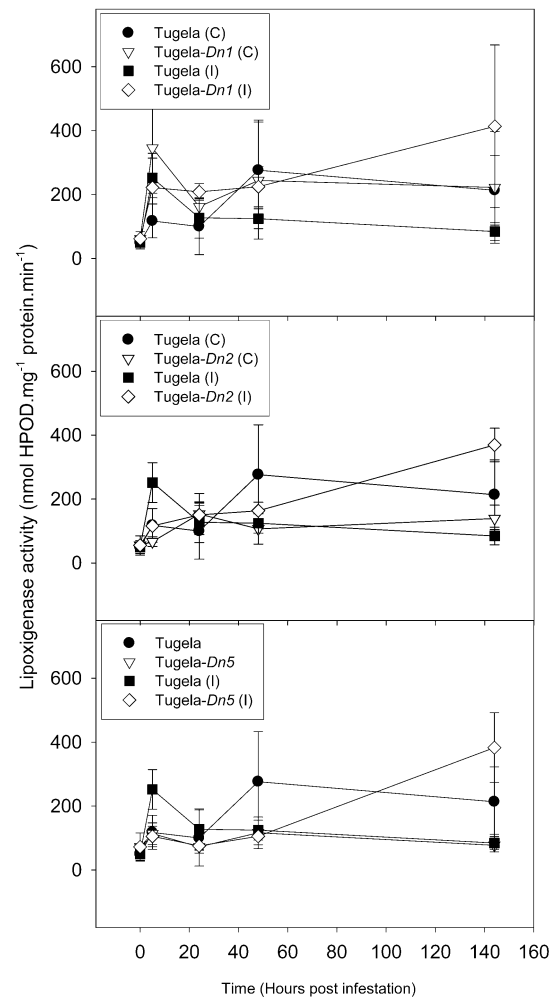 Lipoxigenase activity (nmol HPOD.mg-1 protein.min-1)
Tugela (C)
Tugela-Dn1 (C)
Tugela (I)
Tugela-Dn1 (I)
600
400
200
0
Tugela (C)
Tugela-Dn2 (C)
Tugela (I)
Tugela-Dn2 (I)
600
400
200
0
Tugela
Tugela-Dn5
Tugela (I)
Tugela-Dn5 (I)
600
400
200
0
0 20 40 60 80 100 120 140 160
Time (Hours post infestation)